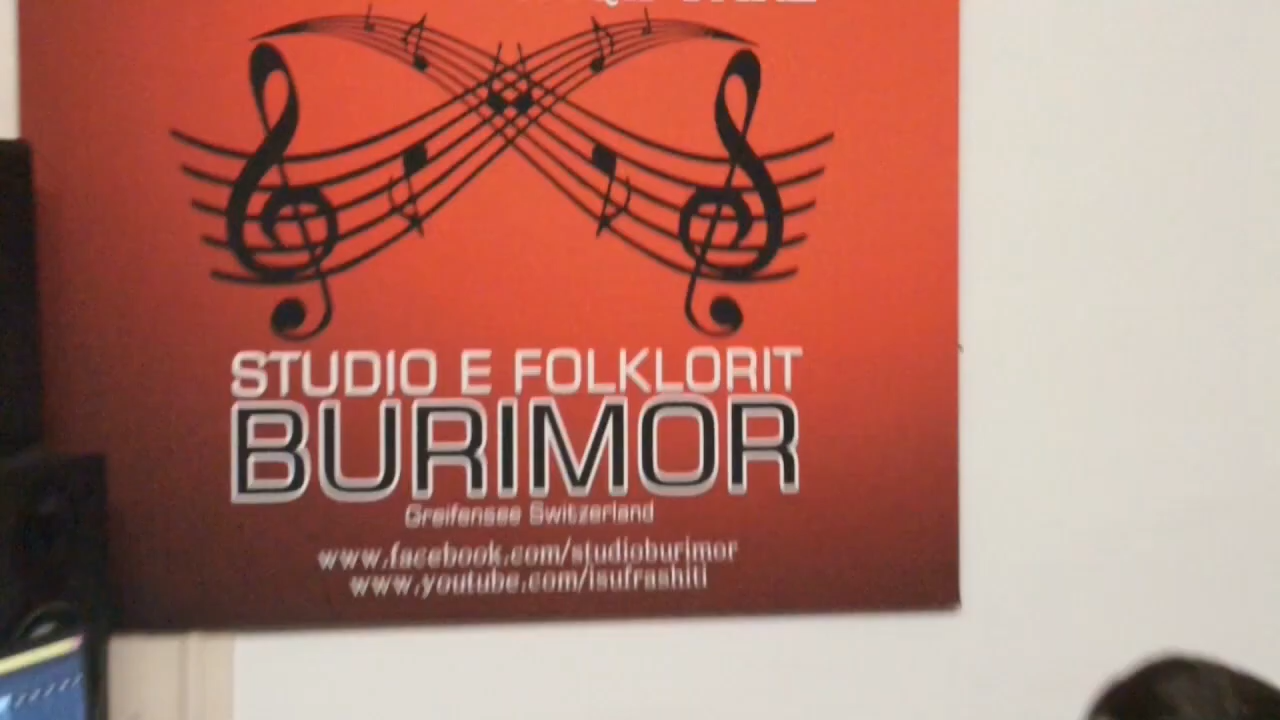 STUDIO E FOLKLORIT
BURIMOR
Greifensee Switzerland
www.facebook.com/studioburimor
www.youtube.com/isufrashiti